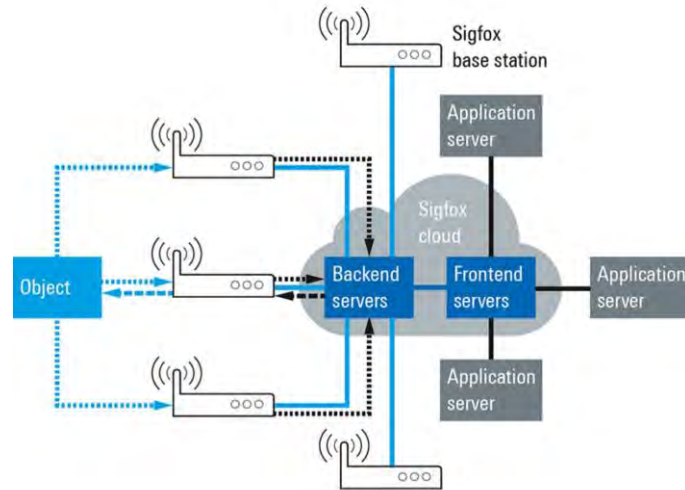 Sigfox
base station
Application
server
Sigfox
cloud
Object
Backend
servers
Frontend
servers
Application
server
Application
server